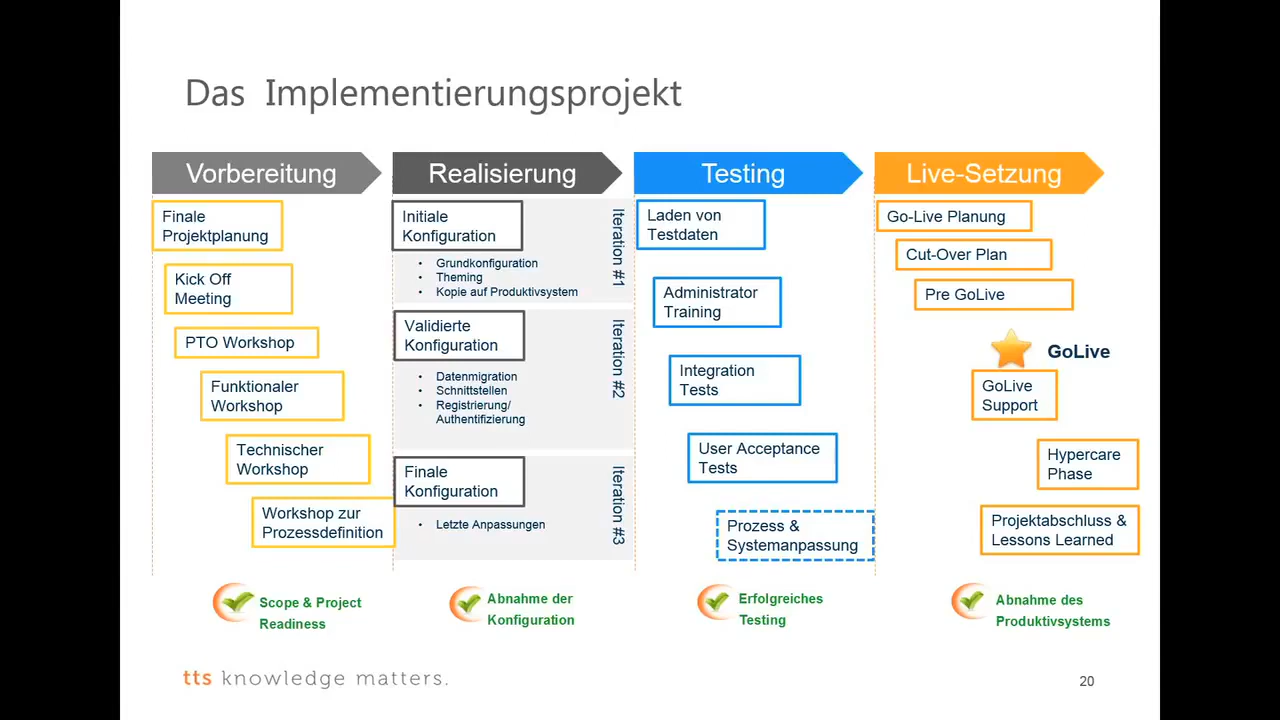 Das Implementierungsprojekt
Vorbereitung
Finale
Projektplanung
Kick Off
Meeting
PTO Workshop
Funktionaler
Workshop
Technischer
Workshop
Workshop zur
Prozessdefinition
Scope & Project
Readiness
Realisierung
Initiale
Konfiguration
• Grundkonfiguration
• Theming
• Kopie auf Produktivsystem
Iteration #1
Validierte
Konfiguration
• Datenmigration
• Schnittstellen
• Registrierung/
Authentifizierung
Iteration #2
Finale
Konfiguration
• Letzte Anpassungen
Iteration #3
Abnahme der
Konfiguration
Testing
Laden von
Testdaten
Administrator
Training
Integration
Tests
User Acceptance
Tests
Prozess &
Systemanpassung
Erfolgreiches
Testing
Live-Setzung
Go-Live Planung
Cut-Over Plan
Pre GoLive
GoLive
GoLive
Support
Hypercare
Phase
Projektabschluss &
Lessons Learned
Abnahme des
Produktivsystems
tts knowledge matters.
20